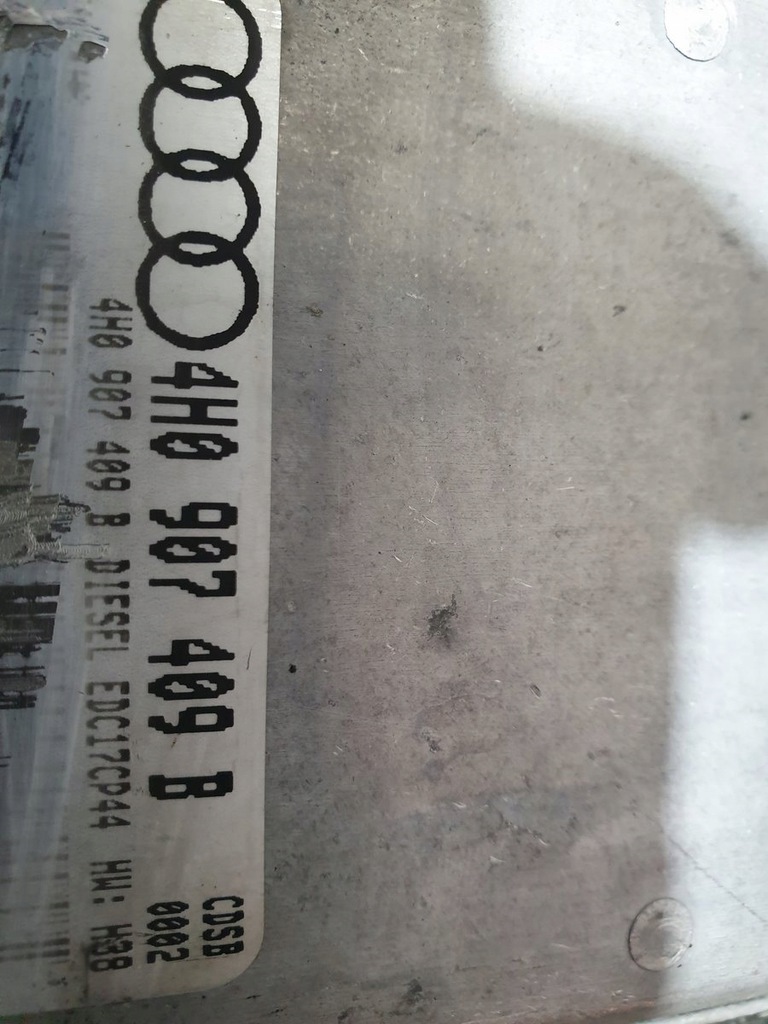 4H0 907 409 B
CDSB
0002
4H0 907 409 B DIESEL EDC17CP44 HW: H38